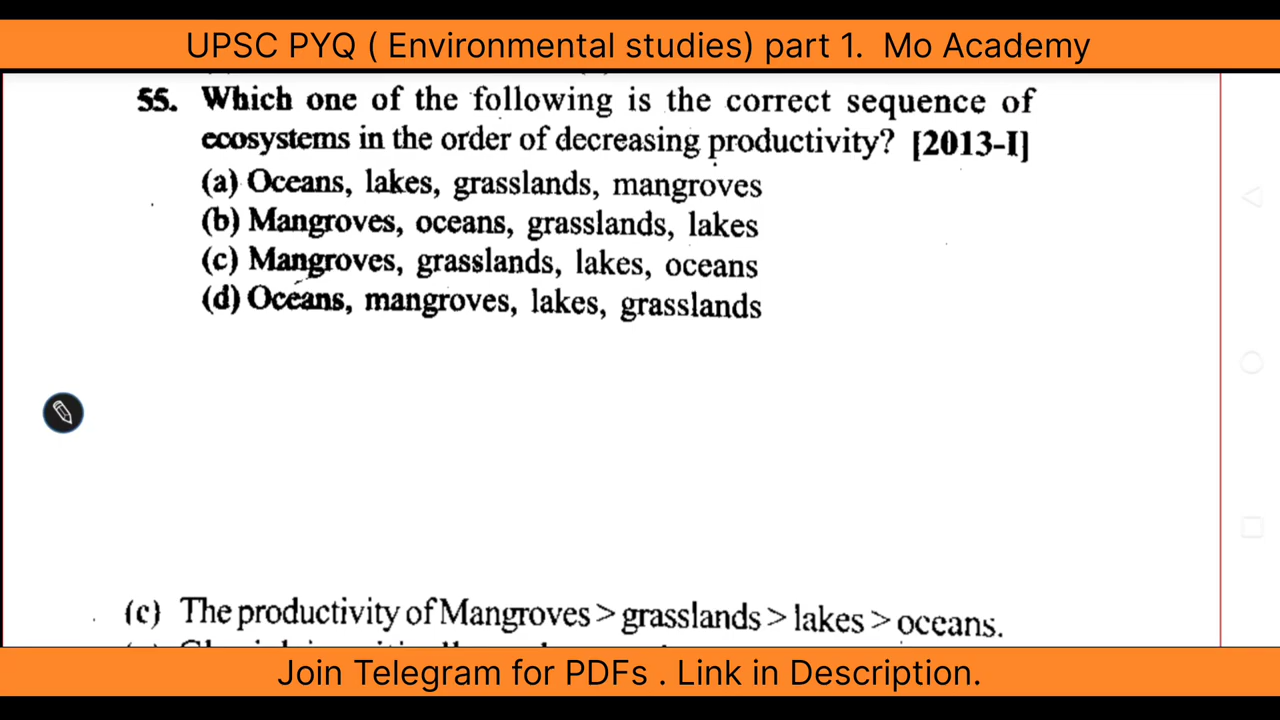 UPSC PYQ ( Environmental studies) part 1. Mo Academy
55. Which one of the following is the correct sequence of
ecosystems in the order of decreasing productivity? [2013-I]
(a) Oceans, lakes, grasslands, mangroves
(b) Mangroves, oceans, grasslands, lakes
(c) Mangroves, grasslands, lakes, oceans
(d) Oceans, mangroves, lakes, grasslands
(c) The productivity of Mangroves > grasslands > lakes > oceans.
Join Telegram for PDFs . Link in Description.